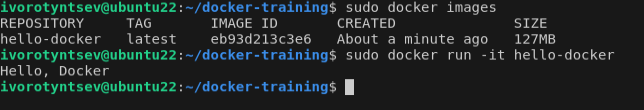 ivorotyntsev@ubuntu22:~/docker-training$ sudo docker images
REPOSITORY     TAG       IMAGE ID       CREATED              SIZE
hello-docker   latest    eb93d213c3e6   About a minute ago   127MB
ivorotyntsev@ubuntu22:~/docker-training$ sudo docker run -it hello-docker
Hello, Docker
ivorotyntsev@ubuntu22:~/docker-training$